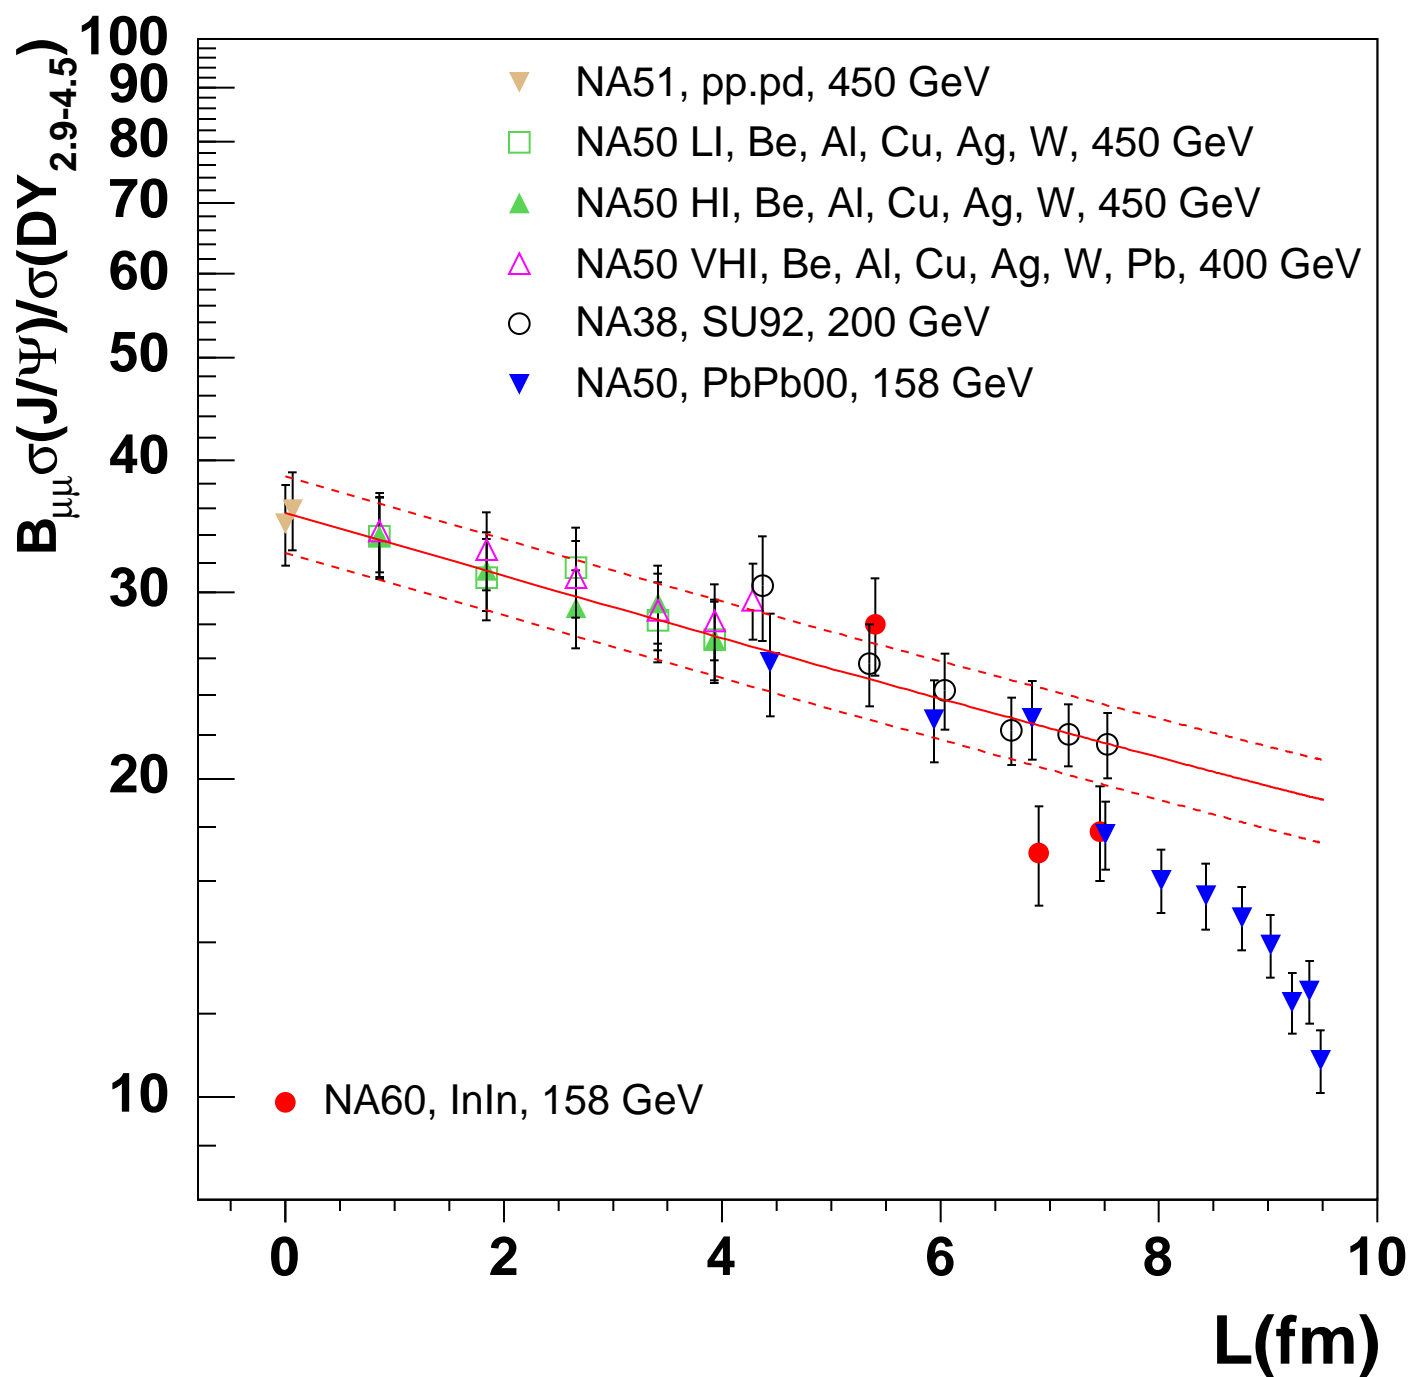 B_μμσ(J/Ψ)/σ(DY_2.9-4.5)
100
90
80
70
60
50
40
30
20
10
NA51, pp.pd, 450 GeV
NA50 LI, Be, Al, Cu, Ag, W, 450 GeV
NA50 HI, Be, Al, Cu, Ag, W, 450 GeV
NA50 VHI, Be, Al, Cu, Ag, W, Pb, 400 GeV
NA38, SU92, 200 GeV
NA50, PbPb00, 158 GeV
NA60, InIn, 158 GeV
0 2 4 6 8 10
L(fm)